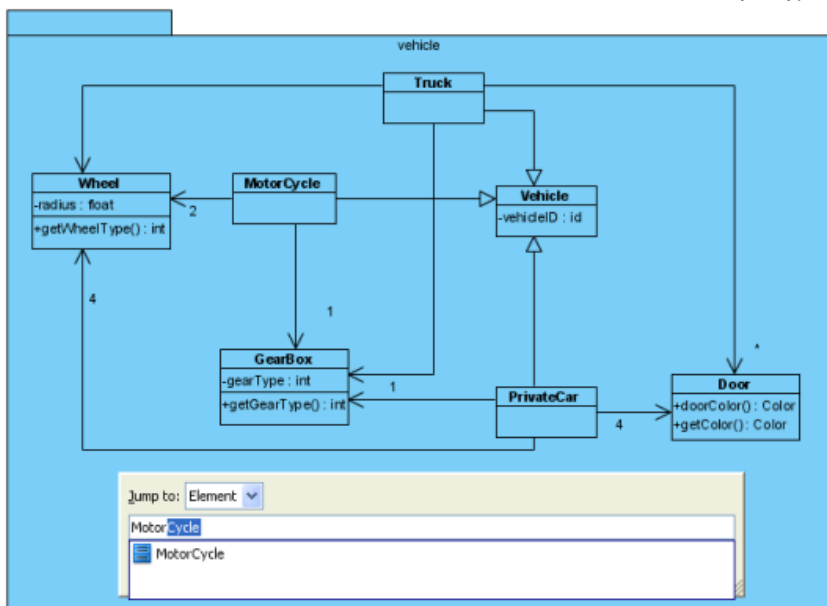 vehicle
Truck
Wheel
-radius : float
+getWheelType() : int
MotorCycle
Vehicle
-vehicleID : id
2
4
1
GearBox
-gearType : int
+getGearType() : int
1
PrivateCar
4
*
Door
+doorColor() : Color
+getColor() : Color
Jump to: Element
MotorCycle
MotorCycle